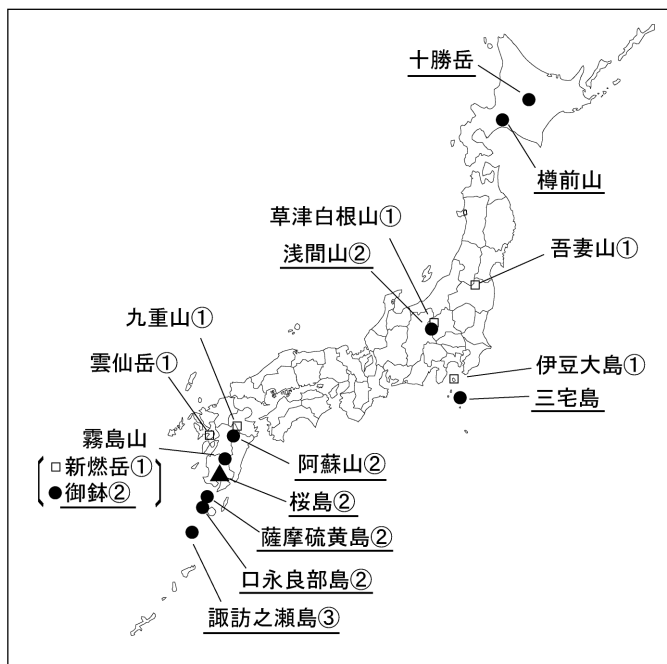 十勝岳
樽前山
草津白根山①
浅間山②
吾妻山①
九重山①
雲仙岳①
伊豆大島①
三宅島
霧島山
□新燃岳①
●御鉢②
阿蘇山②
桜島②
薩摩硫黄島②
口永良部島②
諏訪之瀬島③